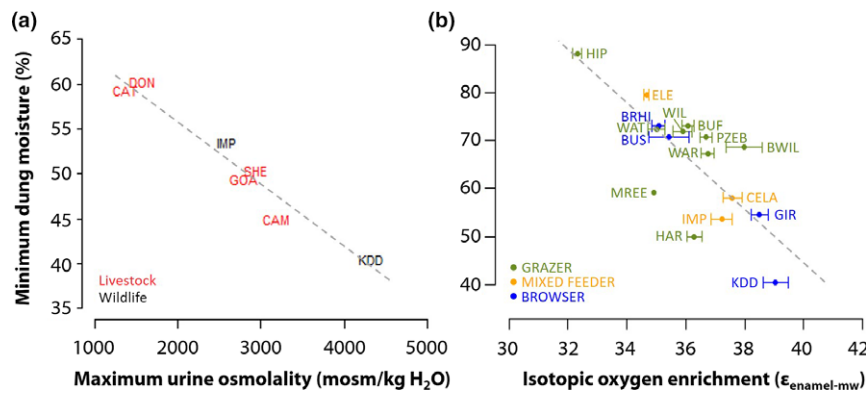 (a)
65
60
55
50
45
40
35
Minimum dung moisture (%)
DON
CAT
IMP
SHE
GOA
CAM
KDD
Livestock
Wildlife
1000 2000 3000 4000 5000
Maximum urine osmolality (mosm/kg H₂O)
(b)
90
80
70
60
50
40
HIP
ELE
BRHI
WIL
WAT
BUF
BUS
PZEB
WAR
BWIL
MREE
CELA
IMP
GIR
HAR
KDD
GRAZER
MIXED FEEDER
BROWSER
30 32 34 36 38 40 42
Isotopic oxygen enrichment (ε enamel-mw)